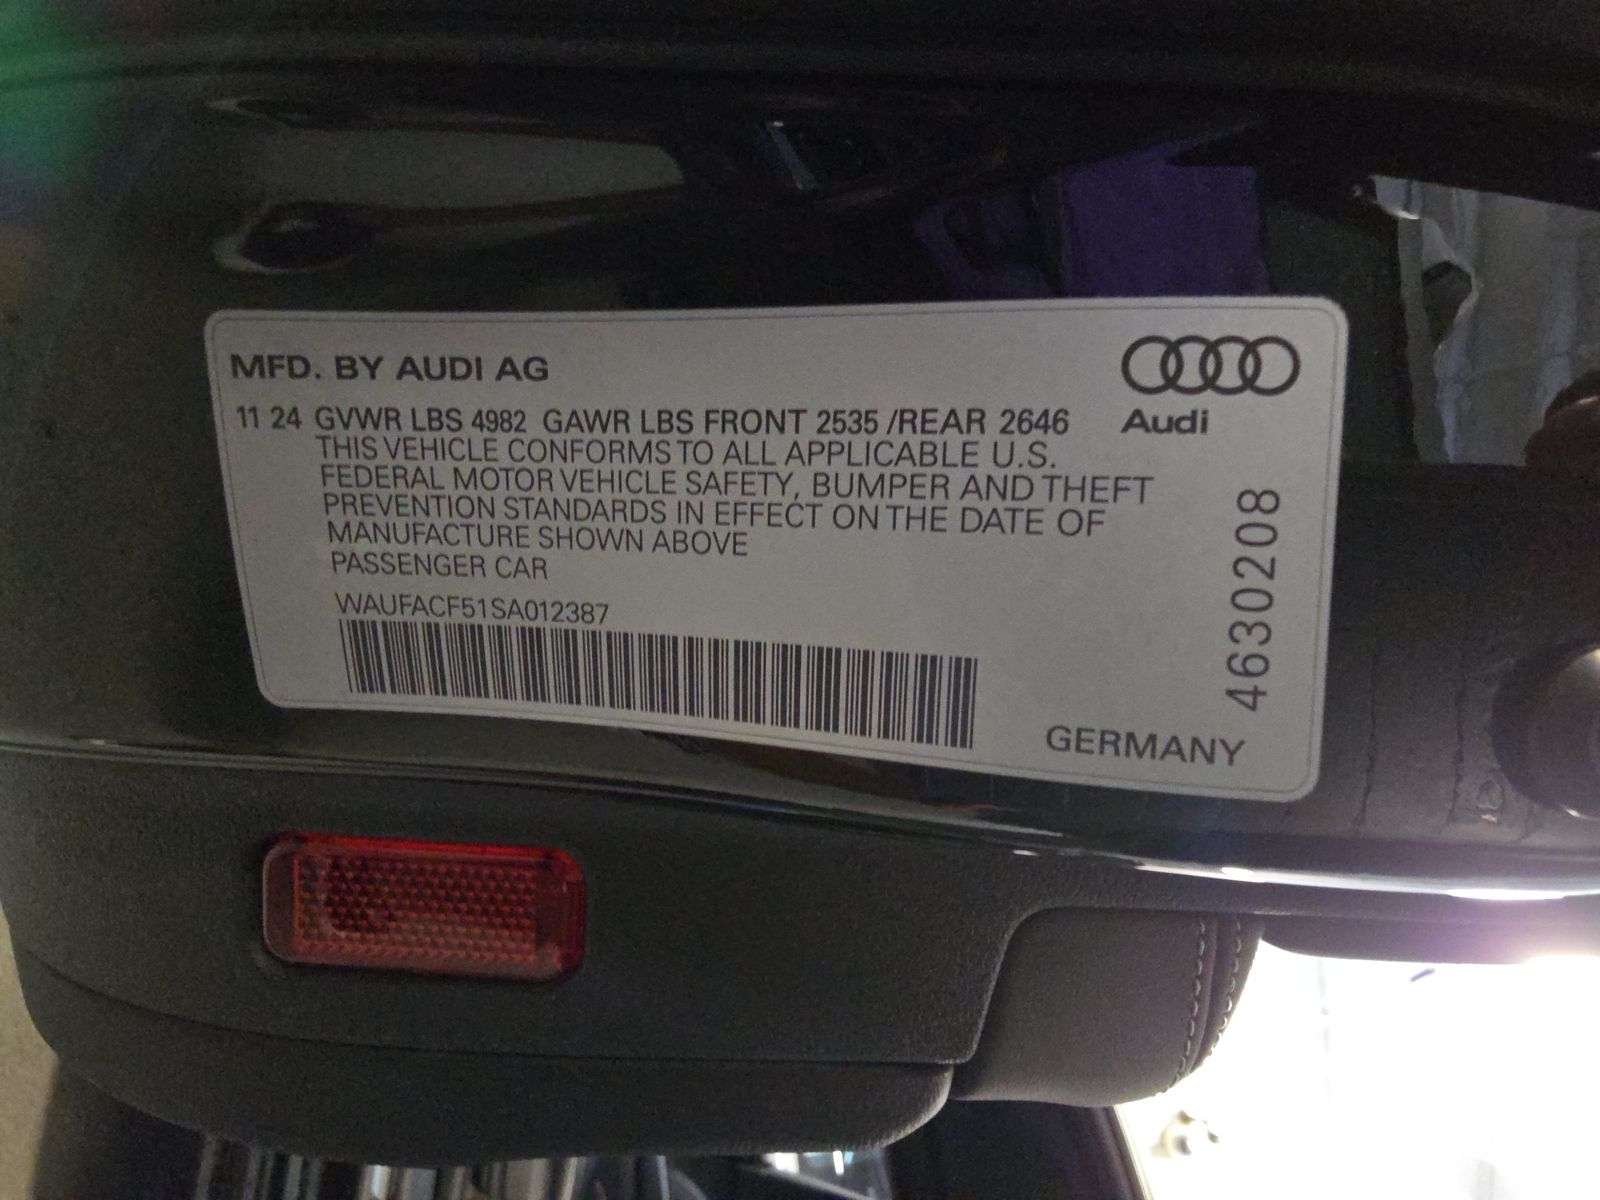 MFD. BY AUDI AG
Audi
11 24 GVWR LBS 4982 GAWR LBS FRONT 2535 /REAR 2646
THIS VEHICLE CONFORMS TO ALL APPLICABLE U.S.
FEDERAL MOTOR VEHICLE SAFETY, BUMPER AND THEFT
PREVENTION STANDARDS IN EFFECT ON THE DATE OF
MANUFACTURE SHOWN ABOVE
PASSENGER CAR
WAUFACF51SA012387
4630208
GERMANY